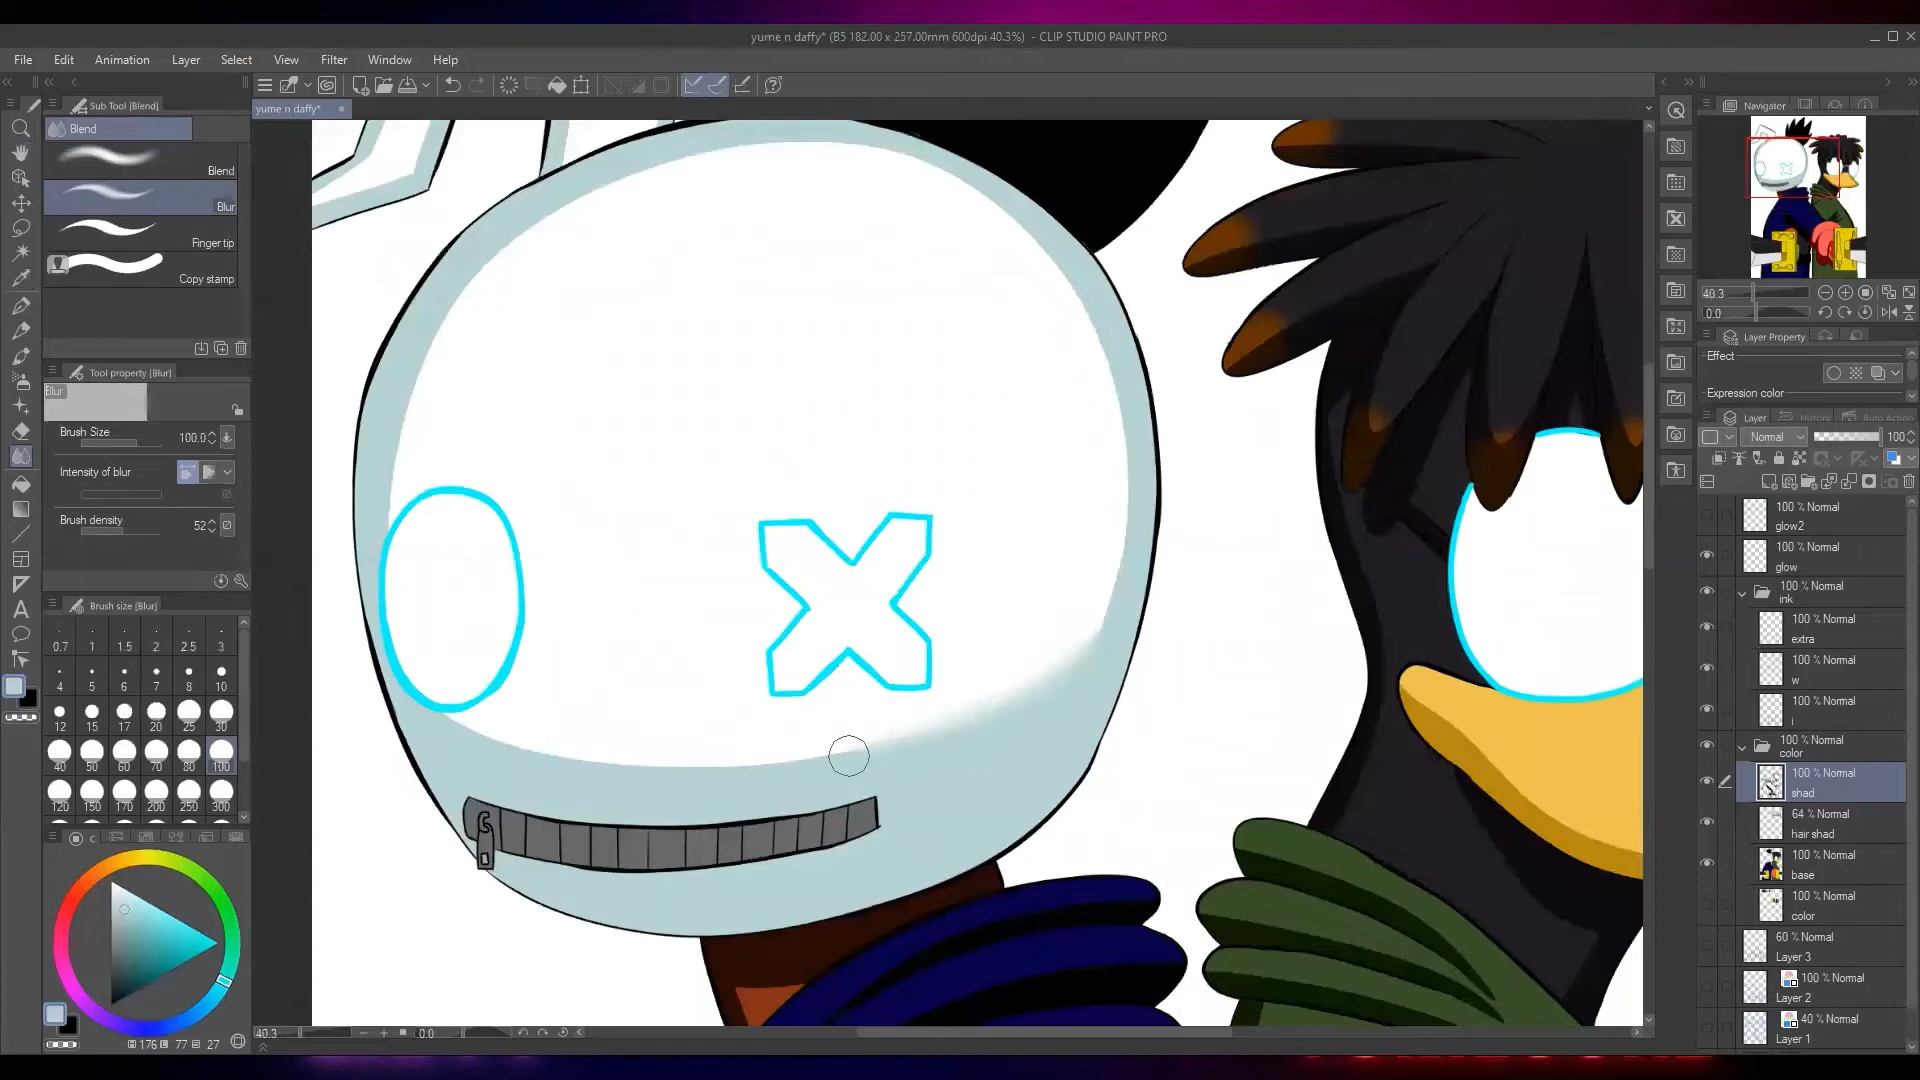 yume n daffy* (B5 182.00 x 257.00mm 600dpi 40.3%) - CLIP STUDIO PAINT PRO
File Edit Animation Layer Select View Filter Window Help
Sub Tool [Blend]
yume n daffy*
Navigator
Blend
Blend
Blur
Finger tip
Copy stamp
40.3
0.0
Layer Property
Effect
Expression color
Tool property [Blur]
Blur
Brush Size 100.0
Intensity of blur
Brush density 52
Layer History Auto Action
Normal 100
100 % Normal
glow2
100 % Normal
glow
100 % Normal
ink
100 % Normal
extra
100 % Normal
w
100 % Normal
i
100 % Normal
color
100 % Normal
shad
64 % Normal
hair shad
100 % Normal
base
100 % Normal
color
60 % Normal
Layer 3
100 % Normal
Layer 2
40 % Normal
Layer 1
Brush size [Blur]
0.7 1 1.5 2 2.5 3
4 5 6 7 8 10
12 15 17 20 25 30
40 50 60 70 80 100
120 150 170 200 250 300
C
176 77 27
40.3 0.0